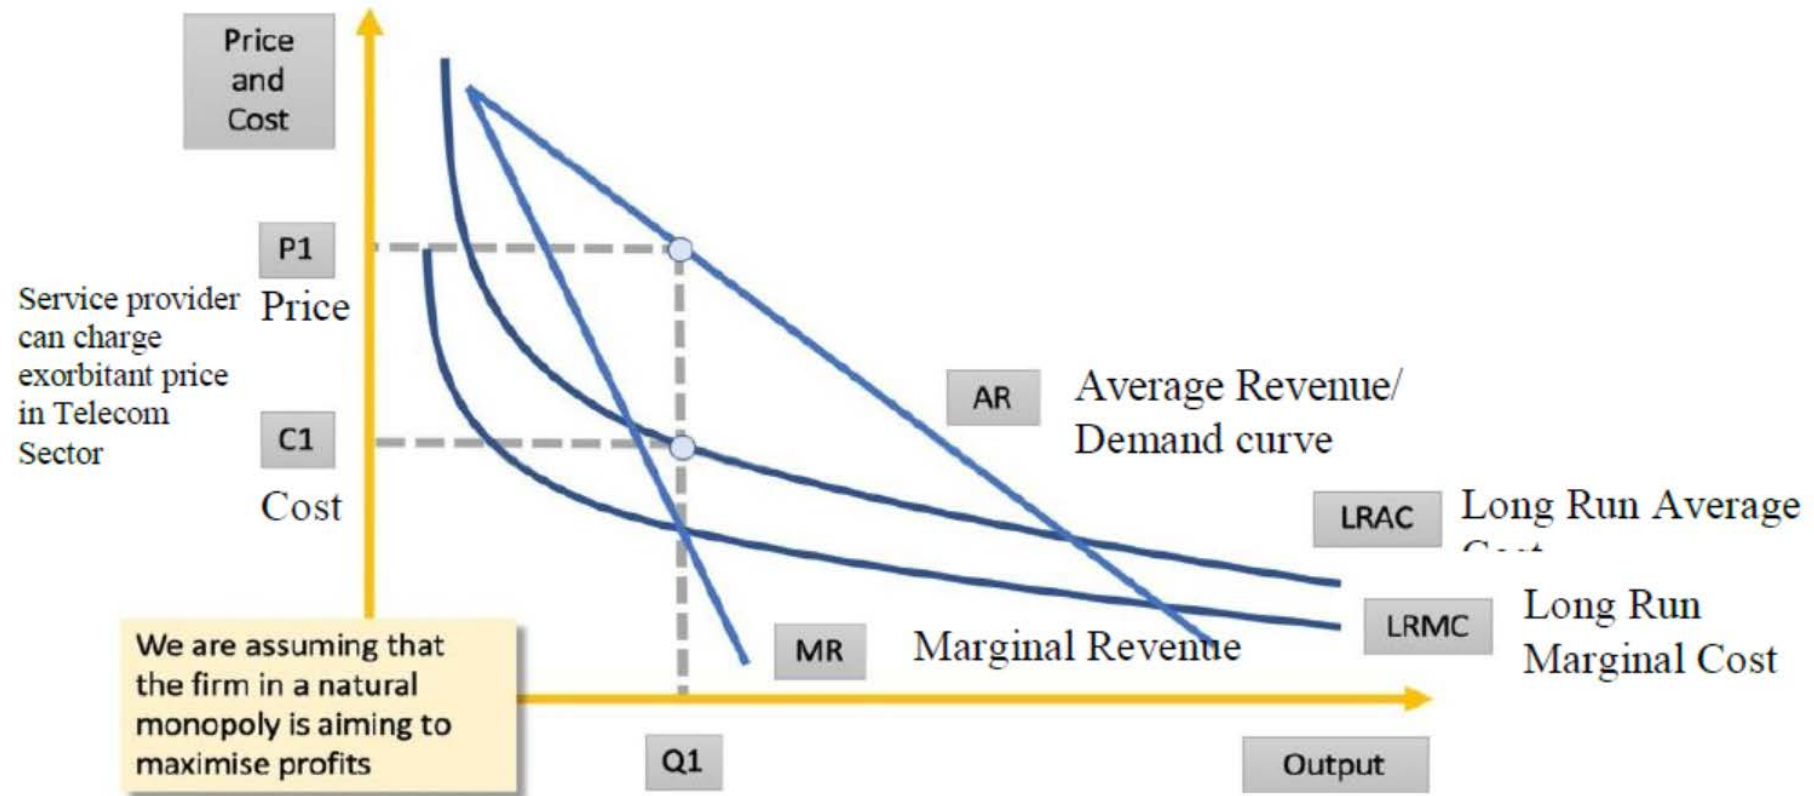 Price
and
Cost
P1
Price
Service provider
can charge
exorbitant price
in Telecom
Sector
C1
Cost
AR
Average Revenue/
Demand curve
LRAC
Long Run Average
LRMC
Long Run
Marginal Cost
MR
Marginal Revenue
We are assuming that
the firm in a natural
monopoly is aiming to
maximise profits
Q1
Output